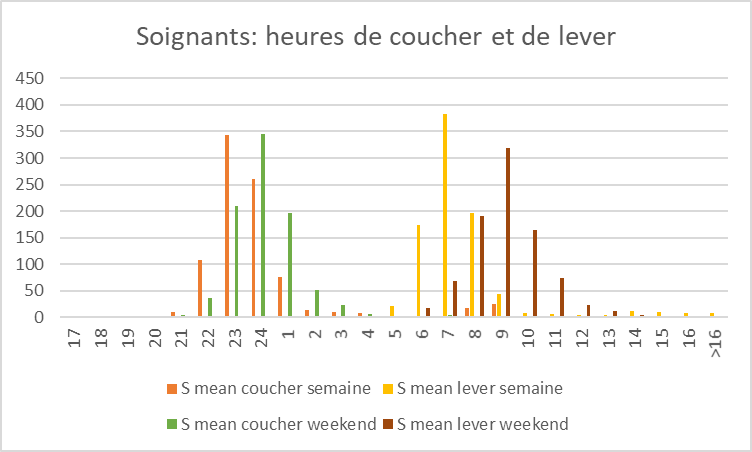 Soignants: heures de coucher et de lever
450
400
350
300
250
200
150
100
50
0
17 18 19 20 21 22 23 24 1 2 3 4 5 6 7 8 9 10 11 12 13 14 15 16 >16
S mean coucher semaine S mean lever semaine
S mean coucher weekend S mean lever weekend